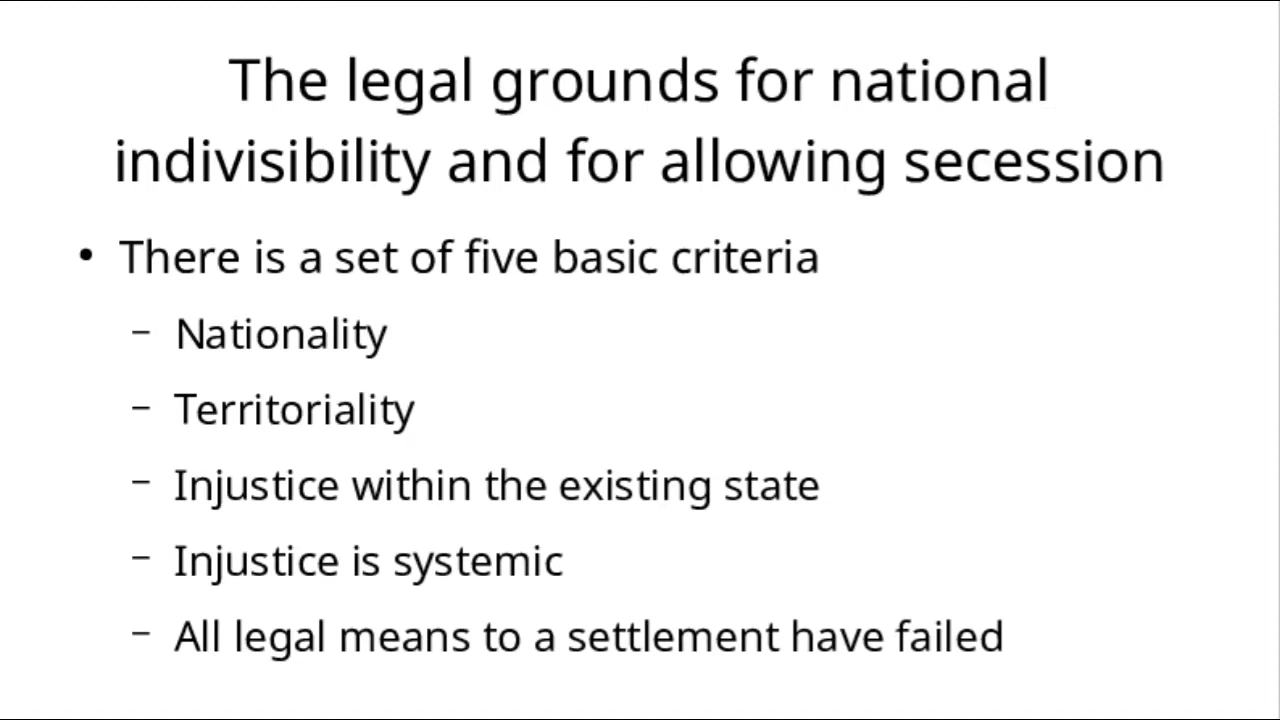 The legal grounds for national
indivisibility and for allowing secession
• There is a set of five basic criteria
– Nationality
– Territoriality
– Injustice within the existing state
– Injustice is systemic
– All legal means to a settlement have failed